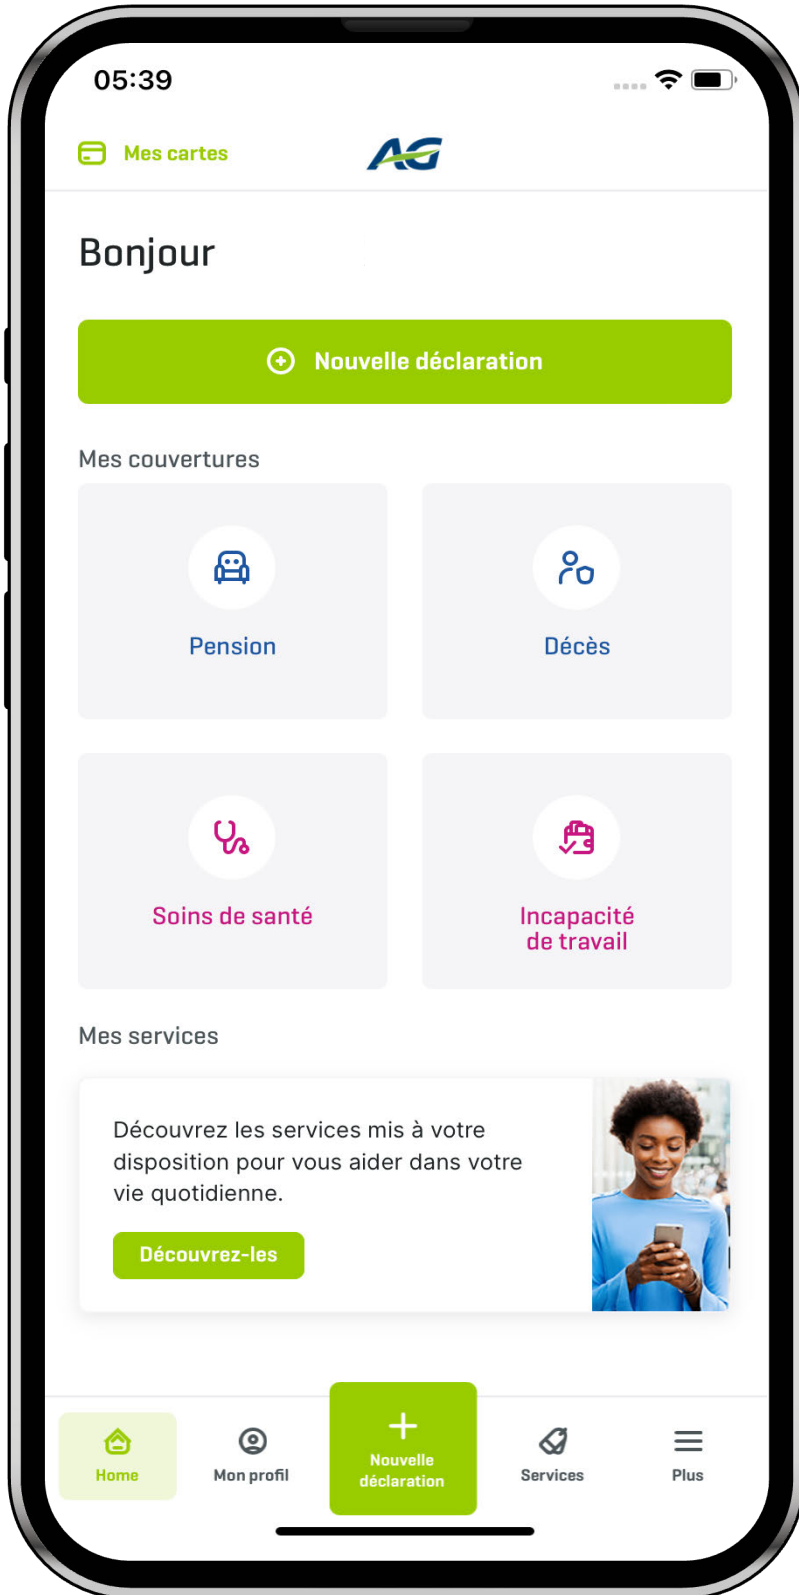 05:39
Mes cartes
AG
Bonjour
Nouvelle déclaration
Mes couvertures
Pension
Décès
Soins de santé
Incapacité
de travail
Mes services
Découvrez les services mis à votre
disposition pour vous aider dans votre
vie quotidienne.
Découvrez-les
Home
Mon profil
Nouvelle
déclaration
Services
Plus